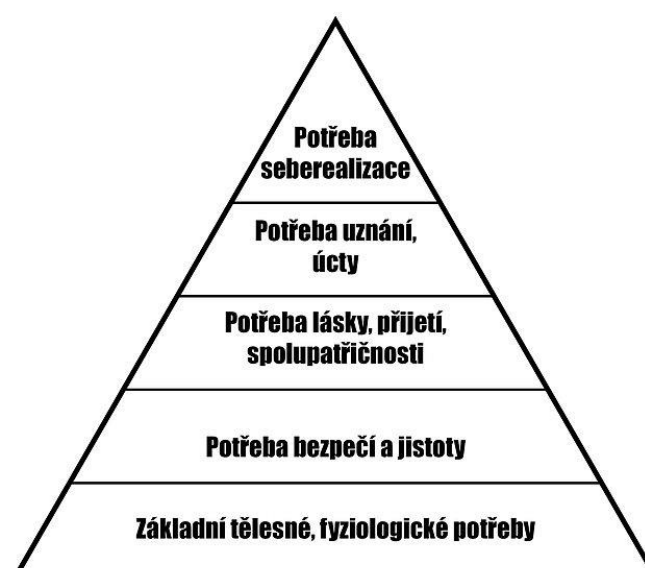 Potřeba
seberealizace
Potřeba uznání,
úcty
Potřeba lásky, přijetí,
spolupatřičnosti
Potřeba bezpečí a jistoty
Základní tělesné, fyziologické potřeby